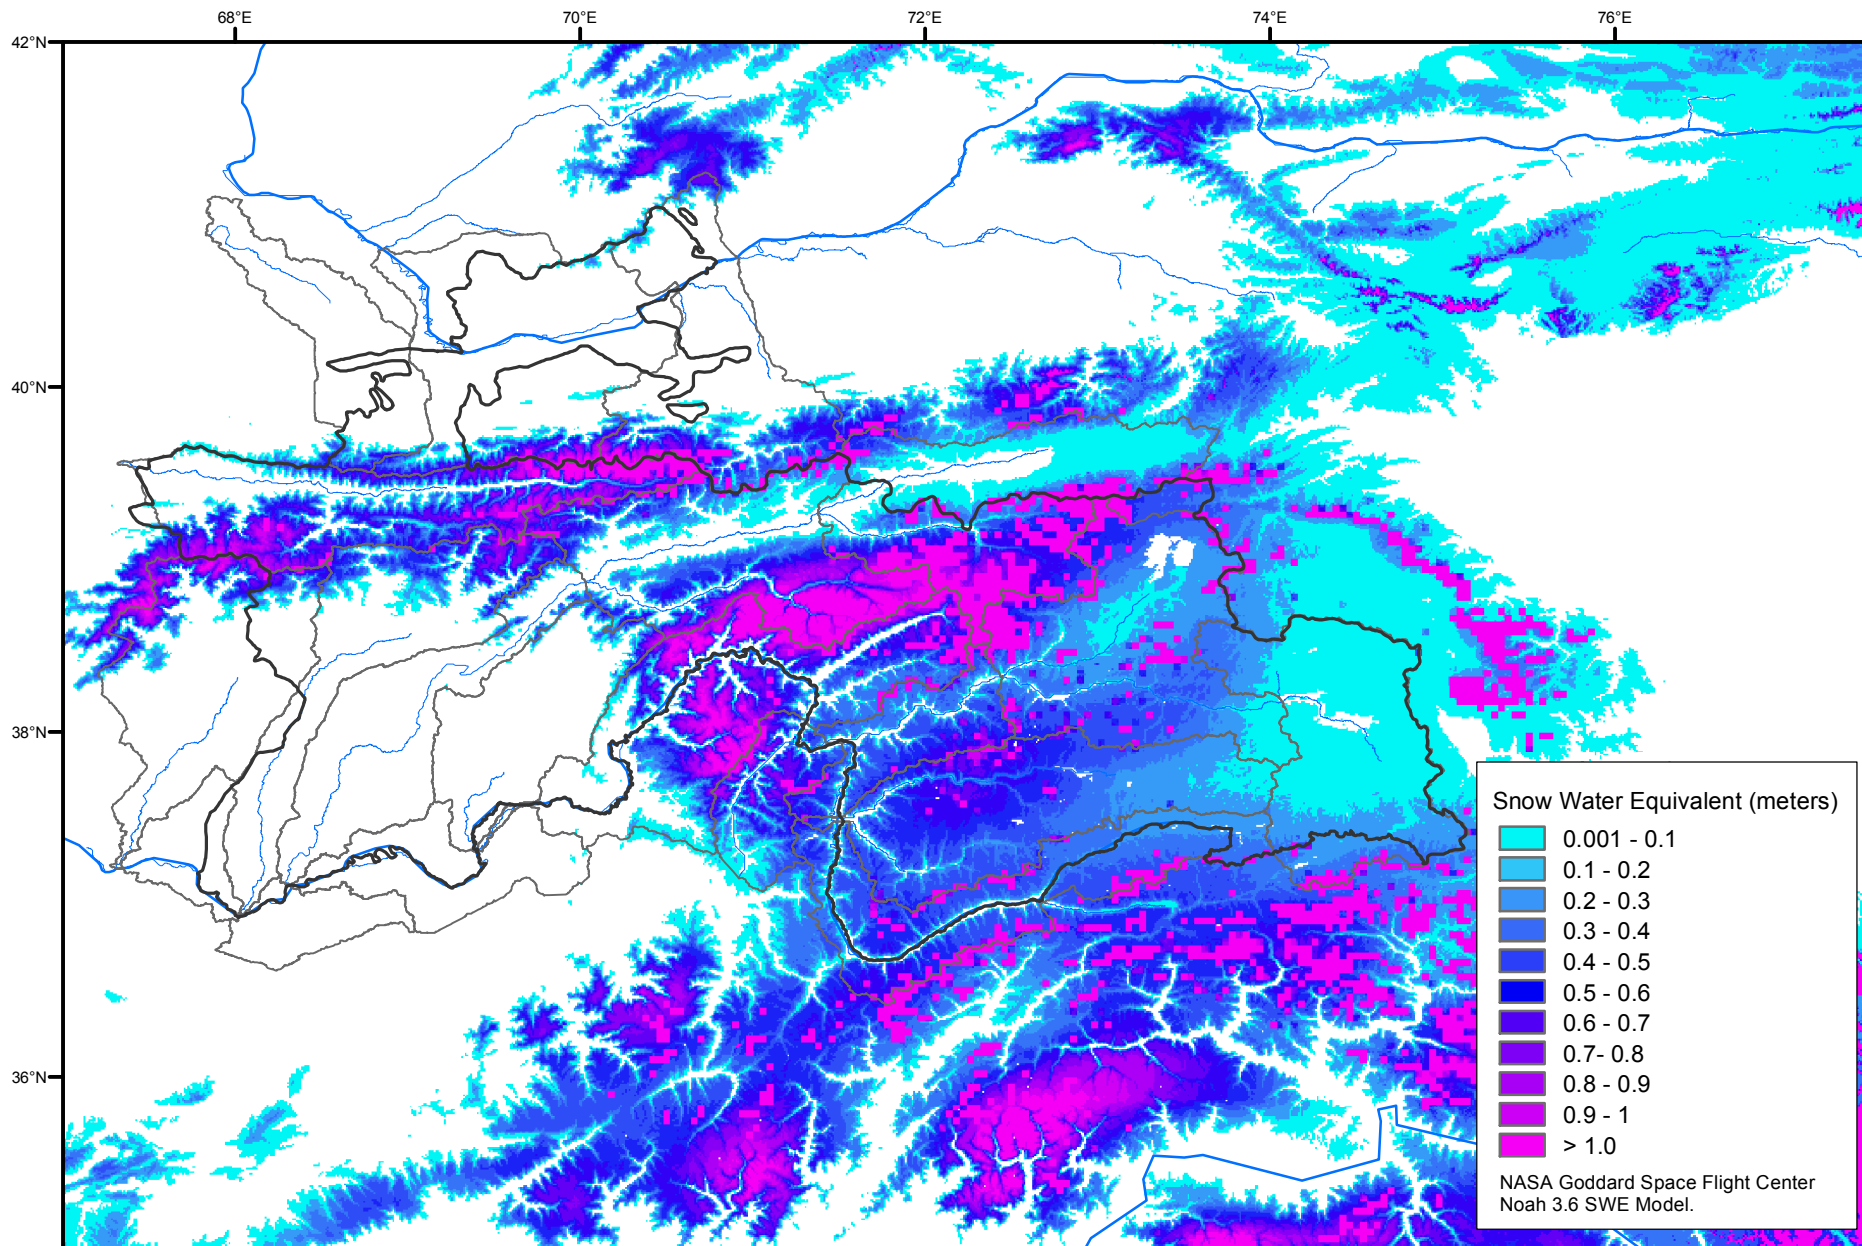 68°E
70°E
72°E
74°E
76°E
42°N
40°N
38°N
36°N
Snow Water Equivalent (meters)
0.001 - 0.1
0.1 - 0.2
0.2 - 0.3
0.3 - 0.4
0.4 - 0.5
0.5 - 0.6
0.6 - 0.7
0.7- 0.8
0.8 - 0.9
0.9 - 1
> 1.0
NASA Goddard Space Flight Center
Noah 3.6 SWE Model.